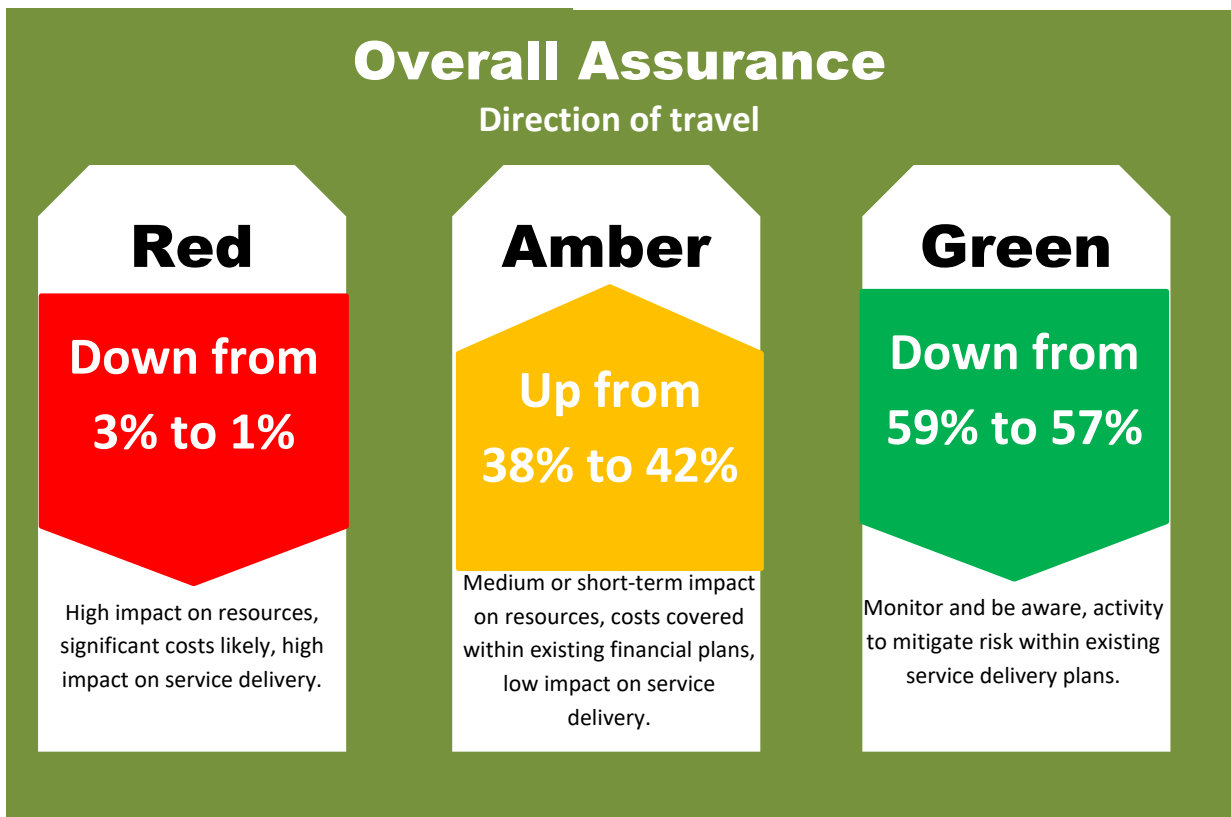 Overall Assurance
Direction of travel
Red
Down from
3% to 1%
High impact on resources,
significant costs likely, high
impact on service delivery.
Amber
Up from
38% to 42%
Medium or short-term impact
on resources, costs covered
within existing financial plans,
low impact on service
delivery.
Green
Down from
59% to 57%
Monitor and be aware, activity
to mitigate risk within existing
service delivery plans.